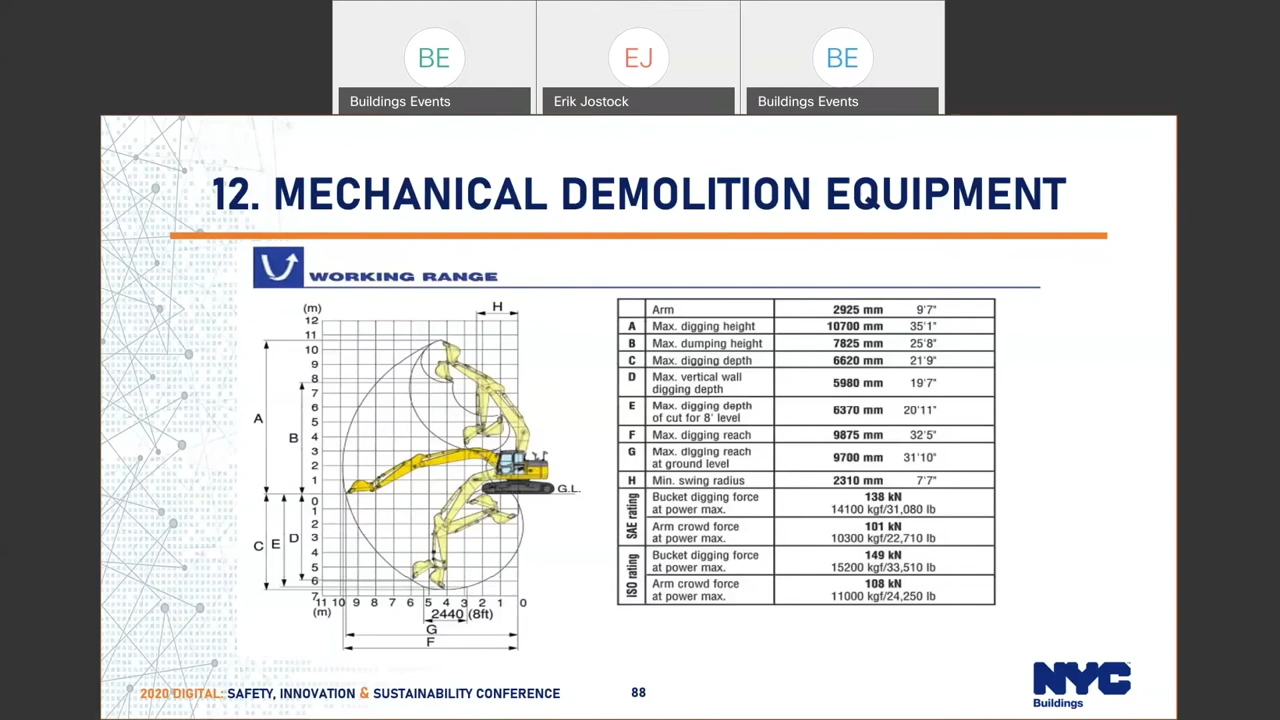 BE
EJ
BE
Buildings Events
Erik Jostock
Buildings Events
12. MECHANICAL DEMOLITION EQUIPMENT
WORKING RANGE
(m)
H
12
11
10
9
8
7
6
5
4
3
2
1
0
1
2
3
4
5
6
7
A
B
C
E
D
G.L.
11 10 9 8 7 6 5 4 3 2 1 0
(m)
2440 (8ft)
G
F
Arm 2925 mm 9'7"
A Max. digging height 10700 mm 35'1"
B Max. dumping height 7825 mm 25'8"
C Max. digging depth 6620 mm 21'9"
D Max. vertical wall digging depth 5980 mm 19'7"
E Max. digging depth of cut for 8' level 6370 mm 20'11"
F Max. digging reach 9875 mm 32'5"
G Max. digging reach at ground level 9700 mm 31'10"
H Min. swing radius 2310 mm 7'7"
SAE rating
Bucket digging force 138 kN
at power max. 14100 kgf/31,080 lb
Arm crowd force 101 kN
at power max. 10300 kgf/22,710 lb
ISO rating
Bucket digging force 149 kN
at power max. 15200 kgf/33,510 lb
Arm crowd force 108 kN
at power max. 11000 kgf/24,250 lb
2020 DIGITAL: SAFETY, INNOVATION & SUSTAINABILITY CONFERENCE
88
NYC
Buildings